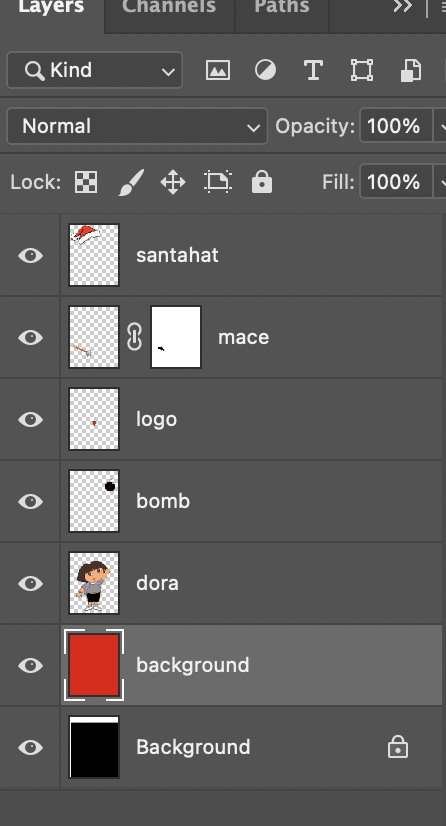 Layers Channels Paths
Kind
Normal Opacity: 100%
Lock: Fill: 100%
santahat
mace
logo
bomb
dora
background
Background